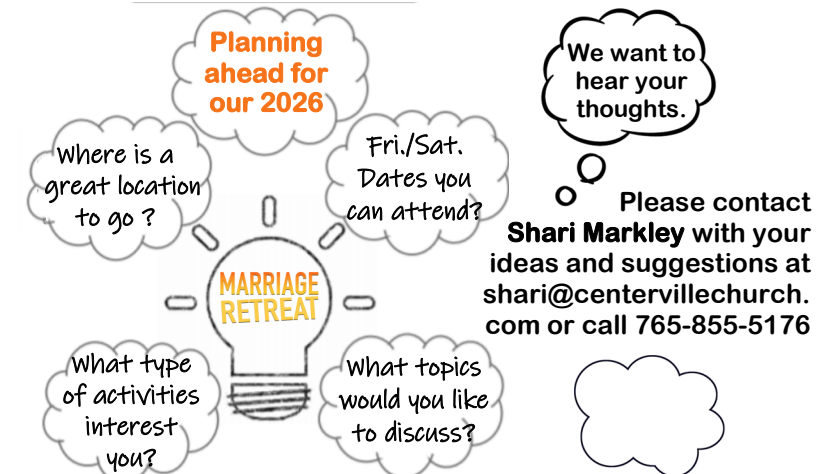 Planning
ahead for
our 2026
Where is a
great location
to go ?
Fri./Sat.
Dates you
can attend?
MARRIAGE
RETREAT
What type
of activities
interest
you?
What topics
would you like
to discuss?
We want to
hear your
thoughts.
Please contact
Shari Markley with your
ideas and suggestions at
shari@centervillechurch.
com or call 765-855-5176